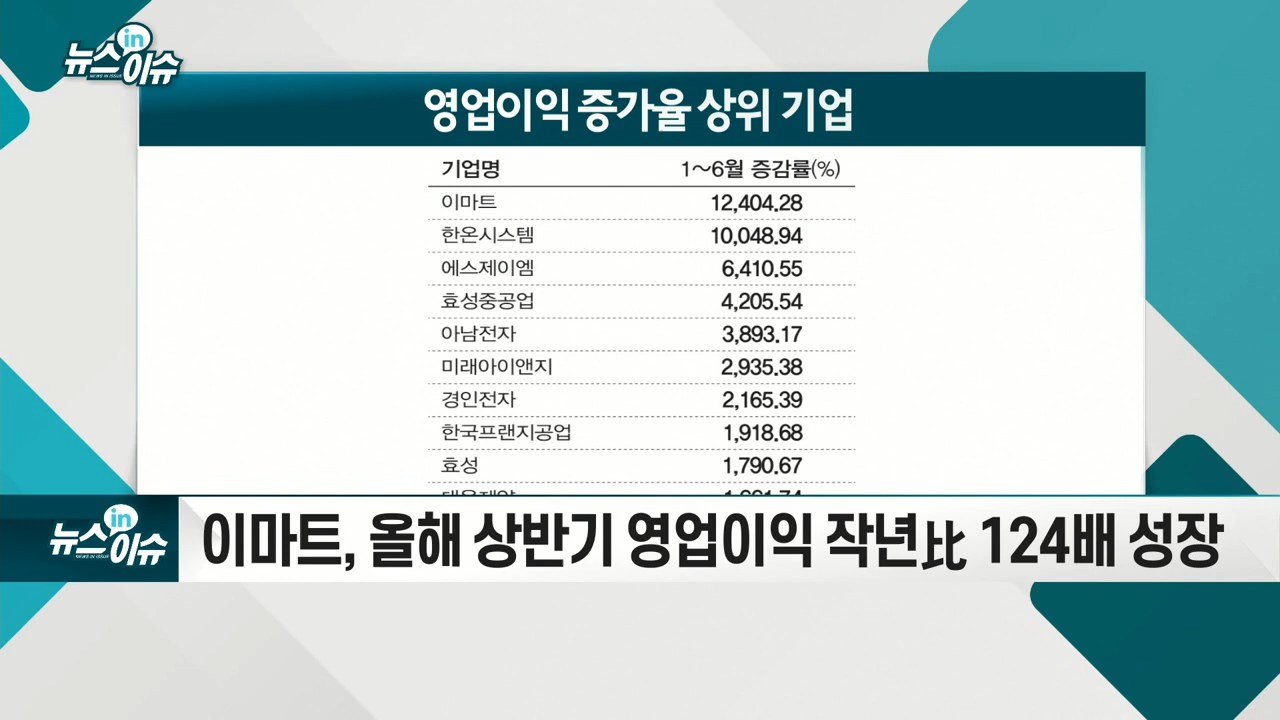 뉴스in이슈
NEWS IN ISSUE
영업이익 증가율 상위 기업
기업명 1~6월 증감률(%)
이마트 12,404.28
한온시스템 10,048.94
에스제이엠 6,410.55
효성중공업 4,205.54
아남전자 3,893.17
미래아이앤지 2,935.38
경인전자 2,165.39
한국프랜지공업 1,918.68
효성 1,790.67
뉴스in이슈
NEWS IN ISSUE
이마트, 올해 상반기 영업이익 작년比 124배 성장